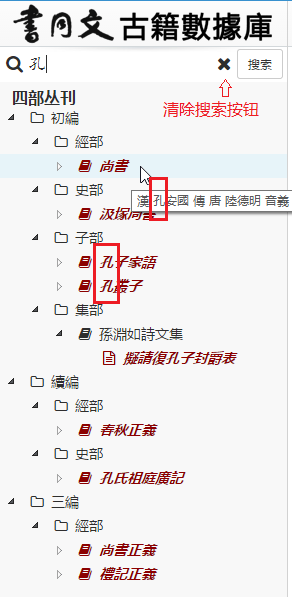 書同文古籍數據庫
孔
搜索
四部丛刊
清除搜索按钮
初編
經部
尚書
史部
漢 孔安國 傳 唐 陸德明 音義
汲冢周書
子部
孔子家語
孔叢子
集部
孫淵如詩文集
擬請復孔子封爵表
續編
經部
春秋正義
史部
孔氏祖庭廣記
三編
經部
尚書正義
禮記正義